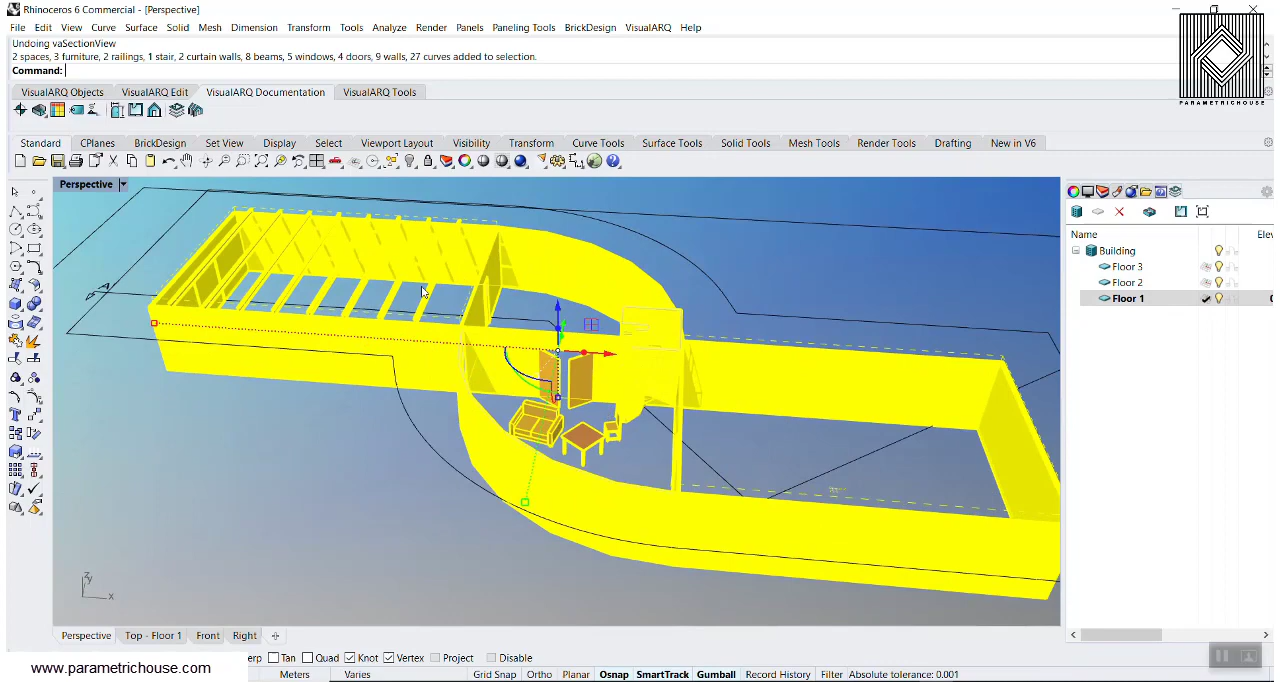 Rhinoceros 6 Commercial - [Perspective]
File Edit View Curve Surface Solid Mesh Dimension Transform Tools Analyze Render Panels Paneling Tools BrickDesign VisualARQ Help
Undoing vaSectionView
2 spaces, 3 furniture, 2 railings, 1 stair, 2 curtain walls, 8 beams, 5 windows, 4 doors, 9 walls, 27 curves added to selection.
Command:
PARAMETRICHOUSE
VisualARQ Objects VisualARQ Edit VisualARQ Documentation VisualARQ Tools
Standard CPlanes BrickDesign Set View Display Select Viewport Layout Visibility Transform Curve Tools Surface Tools Solid Tools Mesh Tools Render Tools Drafting New in V6
Perspective
Name Elev
Building
Floor 3
Floor 2
Floor 1
A
z
y
x
Perspective Top - Floor 1 Front Right
erp Tan Quad Knot Vertex Project Disable
www.parametrichouse.com
Meters Varies Grid Snap Ortho Planar Osnap SmartTrack Gumball Record History Filter Absolute tolerance: 0.001